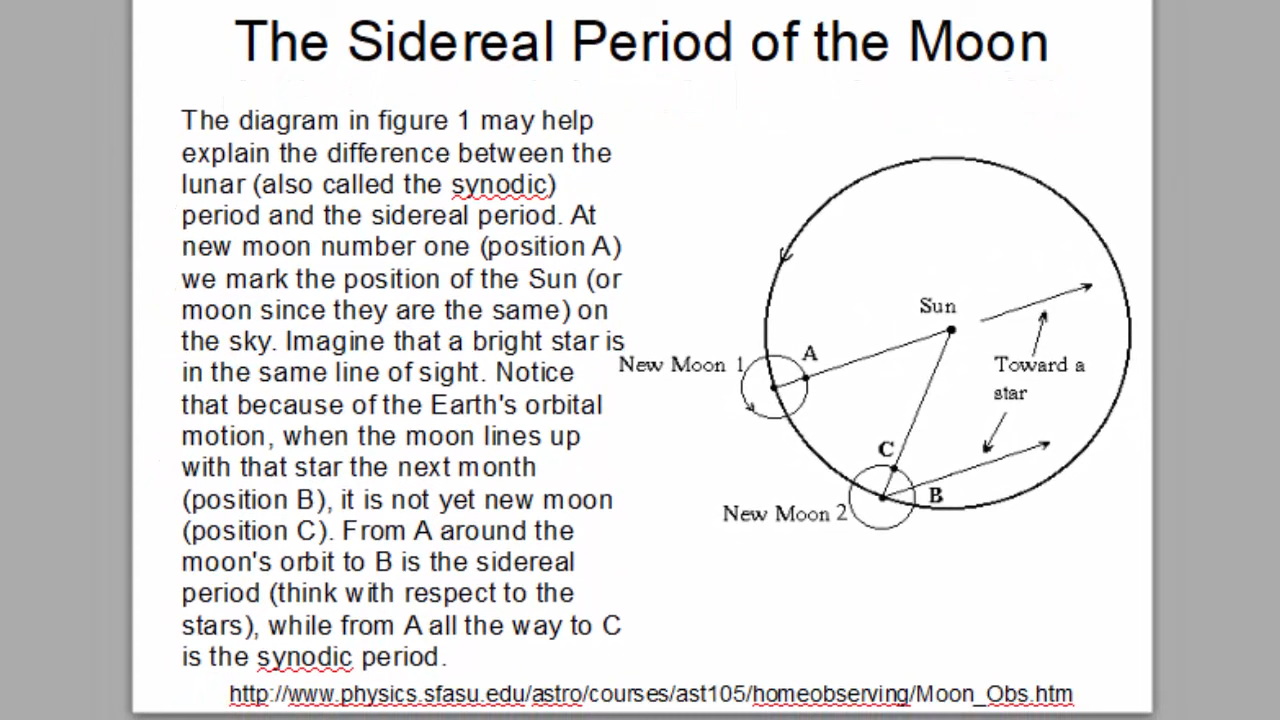 The Sidereal Period of the Moon
The diagram in figure 1 may help
explain the difference between the
lunar (also called the synodic)
period and the sidereal period. At
new moon number one (position A)
we mark the position of the Sun (or
moon since they are the same) on
the sky. Imagine that a bright star is
in the same line of sight. Notice
that because of the Earth's orbital
motion, when the moon lines up
with that star the next month
(position B), it is not yet new moon
(position C). From A around the
moon's orbit to B is the sidereal
period (think with respect to the
stars), while from A all the way to C
is the synodic period.
Sun
A
New Moon 1
Toward a
star
C
B
New Moon 2
http://www.physics.sfasu.edu/astro/courses/ast105/homeobserving/Moon_Obs.htm